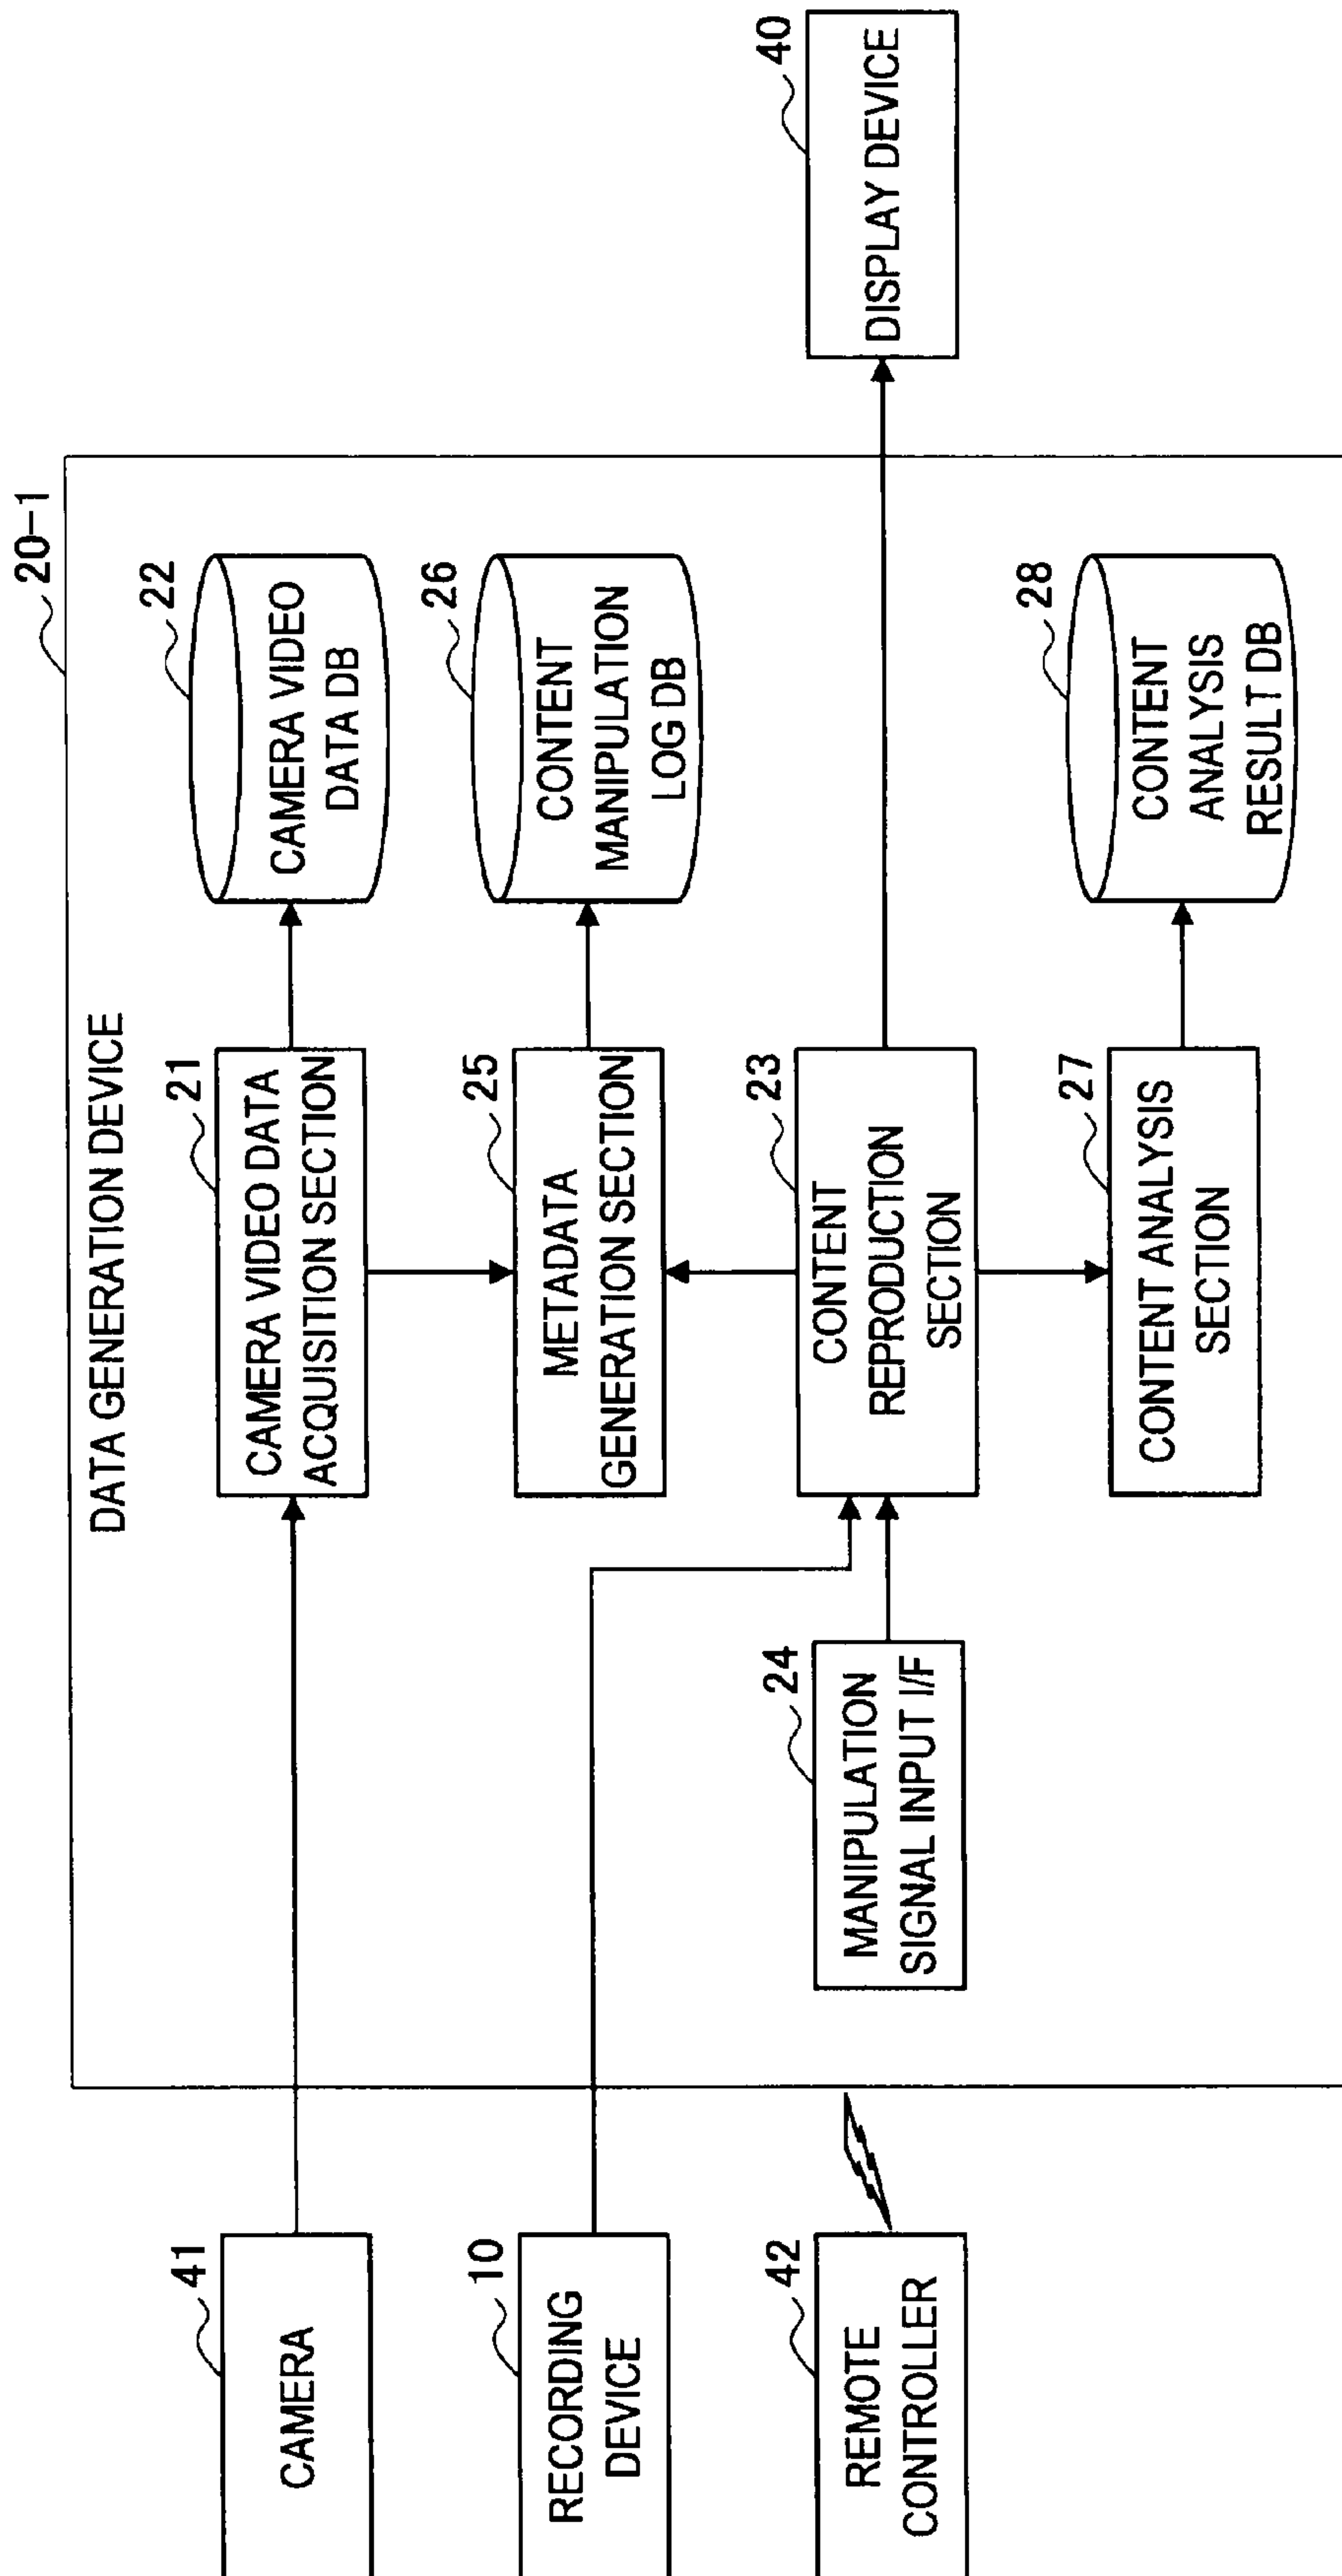 20-1
DATA GENERATION DEVICE
41
CAMERA
21
CAMERA VIDEO DATA
ACQUISITION SECTION
22
CAMERA VIDEO
DATA DB
10
RECORDING
DEVICE
25
METADATA
GENERATION SECTION
26
CONTENT
MANIPULATION
LOG DB
42
REMOTE
CONTROLLER
24
MANIPULATION
SIGNAL INPUT I/F
23
CONTENT
REPRODUCTION
SECTION
40
DISPLAY DEVICE
27
CONTENT ANALYSIS
SECTION
28
CONTENT
ANALYSIS
RESULT DB